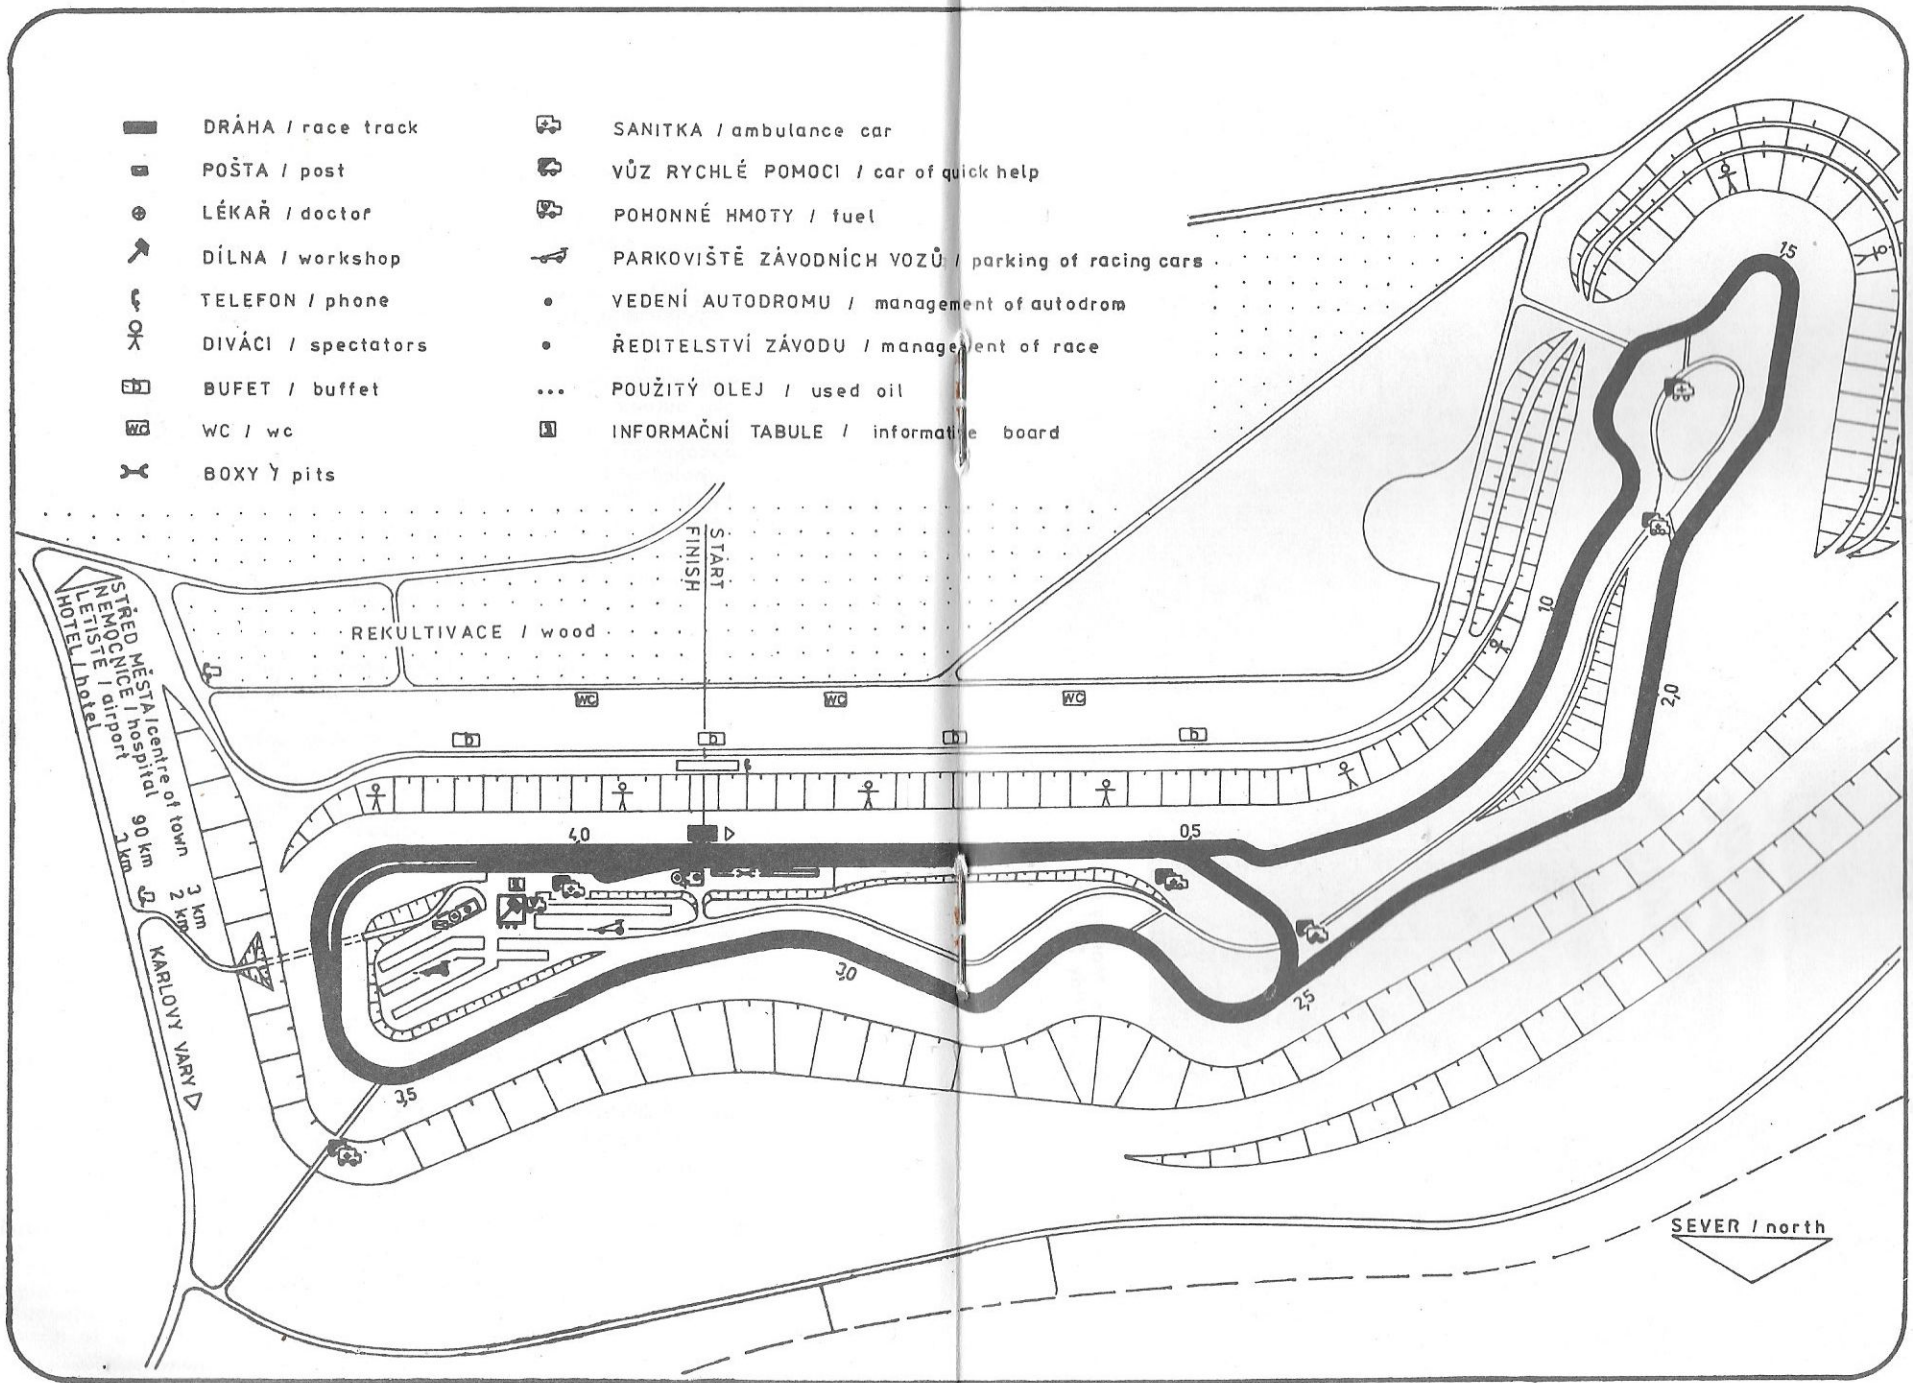 DRÁHA / race track
POŠTA / post
LÉKAŘ / doctor
DÍLNA / workshop
TELEFON / phone
DIVÁCI / spectators
b BUFET / buffet
WC WC / wc
BOXY / pits
SANITKA / ambulance car
VŮZ RYCHLÉ POMOCI / car of quick help
POHONNÉ HMOTY / fuel
PARKOVIŠTĚ ZÁVODNÍCH VOZŮ / parking of racing cars
VEDENÍ AUTODROMU / management of autodrom
ŘEDITELSTVÍ ZÁVODU / management of race
POUŽITÝ OLEJ / used oil
INFORMAČNÍ TABULE / informative board
START
FINISH
REKULTIVACE / wood
STŘED MĚSTA / centre of town 3 km
NEMOCNICE / hospital 2 km
LETIŠTĚ / airport 90 km
HOTEL / hotel 3 km
KARLOVY VARY
WC
WC
WC
b
b
b
b
4,0
0,5
1,0
1,5
2,0
2,5
3,0
3,5
SEVER / north